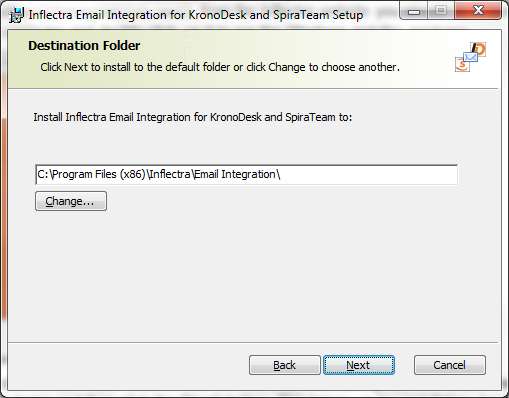 Inflectra Email Integration for KronoDesk and SpiraTeam Setup
Destination Folder
Click Next to install to the default folder or click Change to choose another.
Install Inflectra Email Integration for KronoDesk and SpiraTeam to:
C:\Program Files (x86)\Inflectra\Email Integration\
Change...
Back
Next
Cancel